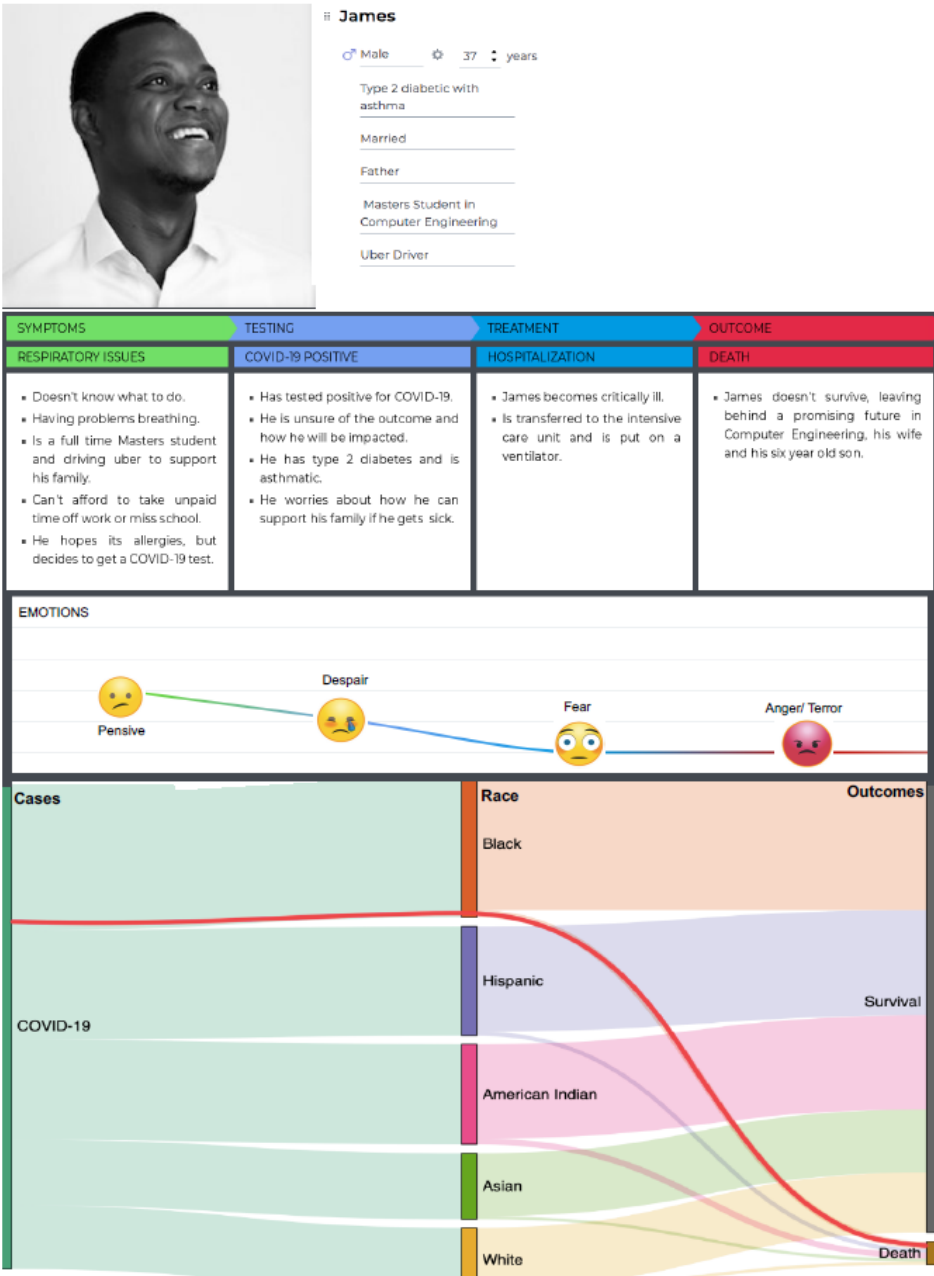 James
Male 37 years
Type 2 diabetic with
asthma
Married
Father
Masters Student in
Computer Engineering
Uber Driver
SYMPTOMS
TESTING
TREATMENT
OUTCOME
RESPIRATORY ISSUES
COVID-19 POSITIVE
HOSPITALIZATION
DEATH
▪ Doesn't know what to do.
▪ Having problems breathing.
▪ Is a full time Masters student
and driving uber to support
his family.
▪ Can't afford to take unpaid
time off work or miss school.
▪ He hopes its allergies, but
decides to get a COVID-19 test.
▪ Has tested positive for COVID-19.
▪ He is unsure of the outcome and
how he will be impacted.
▪ He has type 2 diabetes and is
asthmatic.
▪ He worries about how he can
support his family if he gets sick.
▪ James becomes critically ill.
▪ Is transferred to the intensive
care unit and is put on a
ventilator.
▪ James doesn't survive, leaving
behind a promising future in
Computer Engineering, his wife
and his six year old son.
EMOTIONS
Pensive
Despair
Fear
Anger/ Terror
Cases
Race
Outcomes
Black
Hispanic
Survival
COVID-19
American Indian
Asian
White
Death